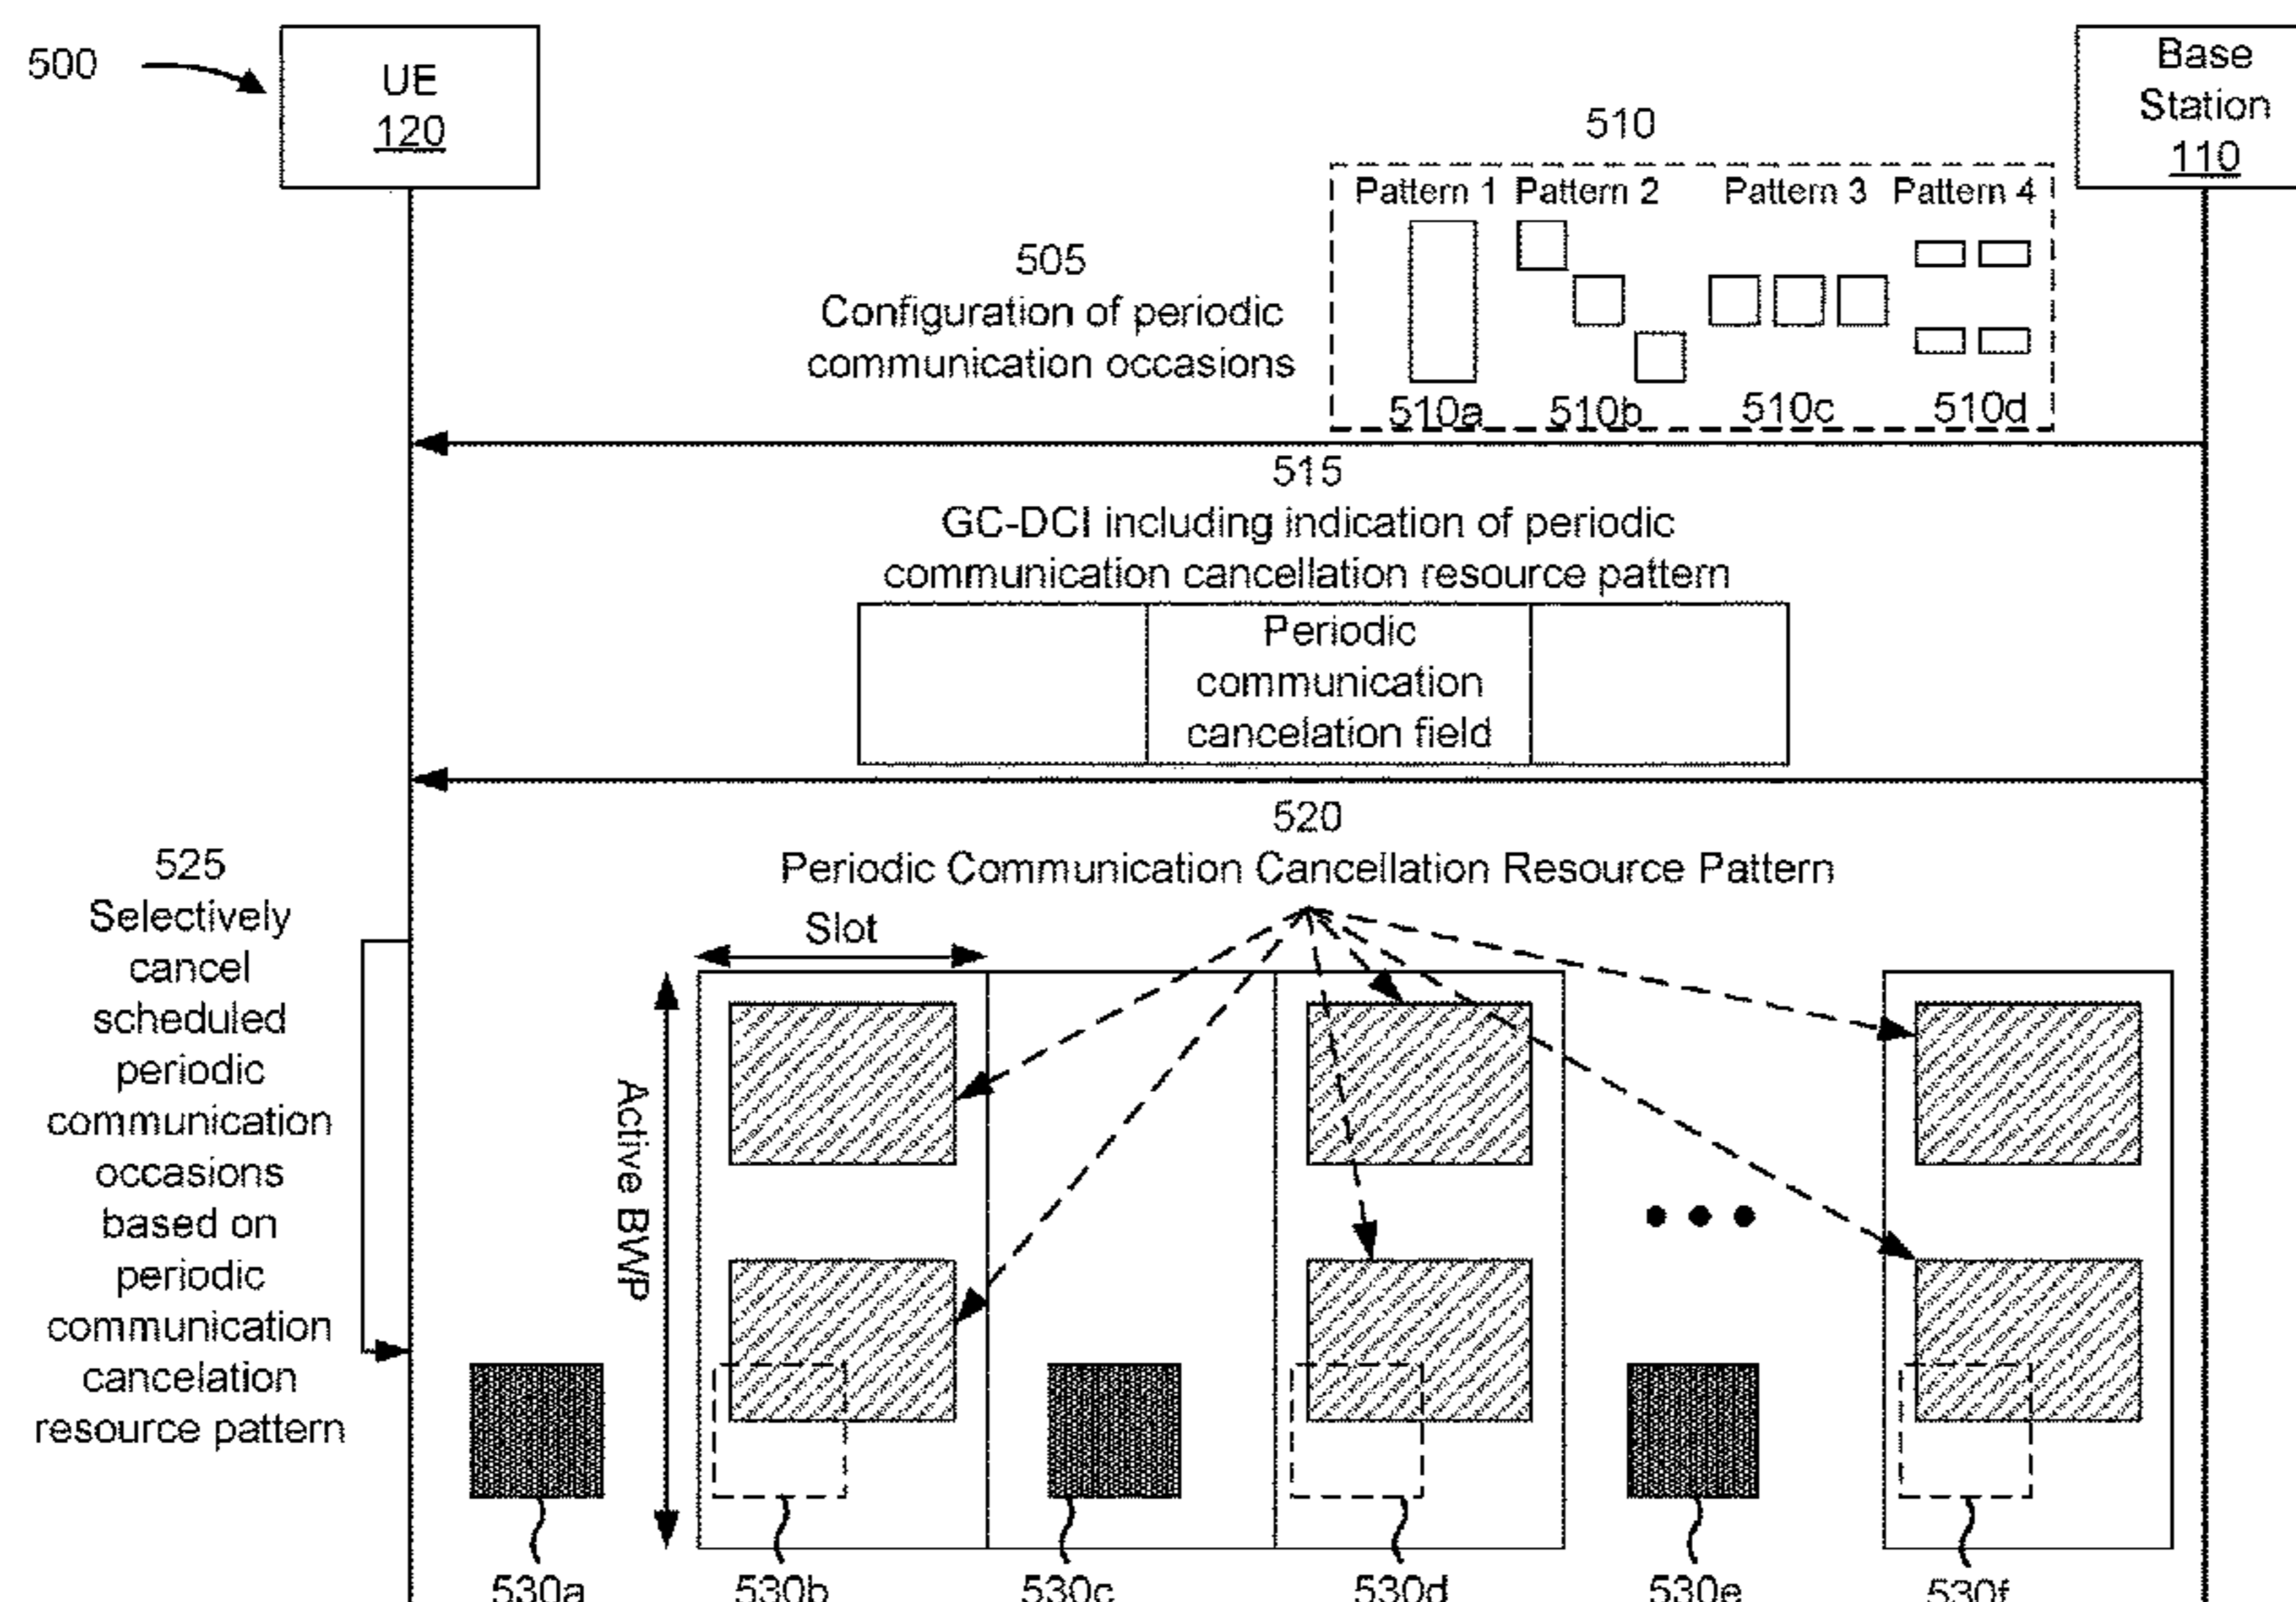 500
UE
120
Base
Station
110
510
Pattern 1 Pattern 2 Pattern 3 Pattern 4
505
Configuration of periodic
communication occasions
510a 510b 510c 510d
515
GC-DCI including indication of periodic
communication cancellation resource pattern
Periodic
communication
cancelation field
520
Periodic Communication Cancellation Resource Pattern
525
Selectively
cancel
scheduled
periodic
communication
occasions
based on
periodic
communication
cancelation
resource pattern
Slot
Active BWP
530a 530b 530c 530d 530e 530f